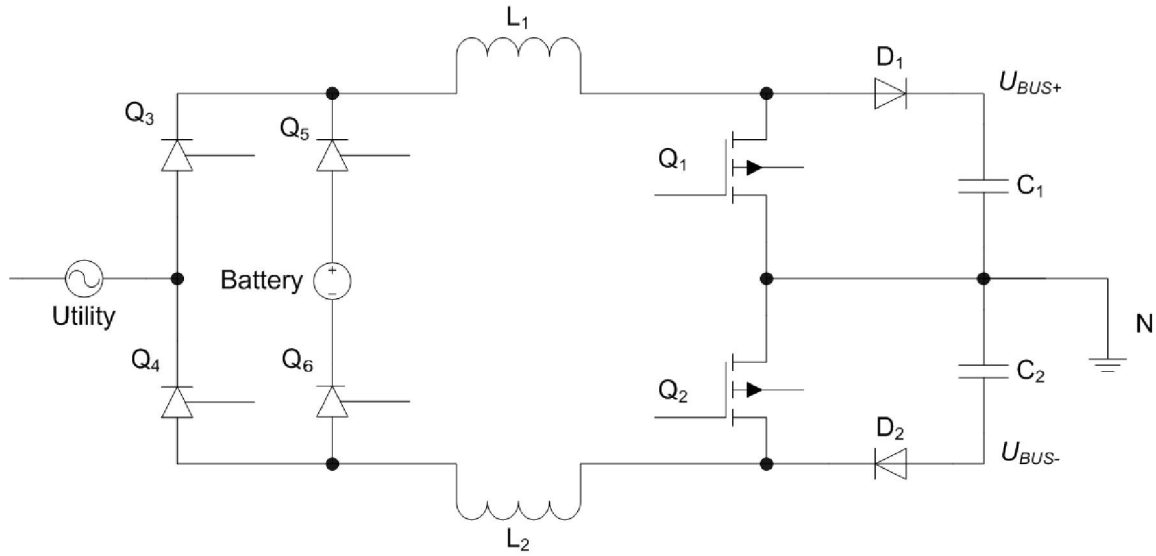 L1
D1
UBUS+
Q3
Q5
Q1
C1
Battery
+
-
Utility
N
Q4
Q6
Q2
C2
D2
UBUS-
L2